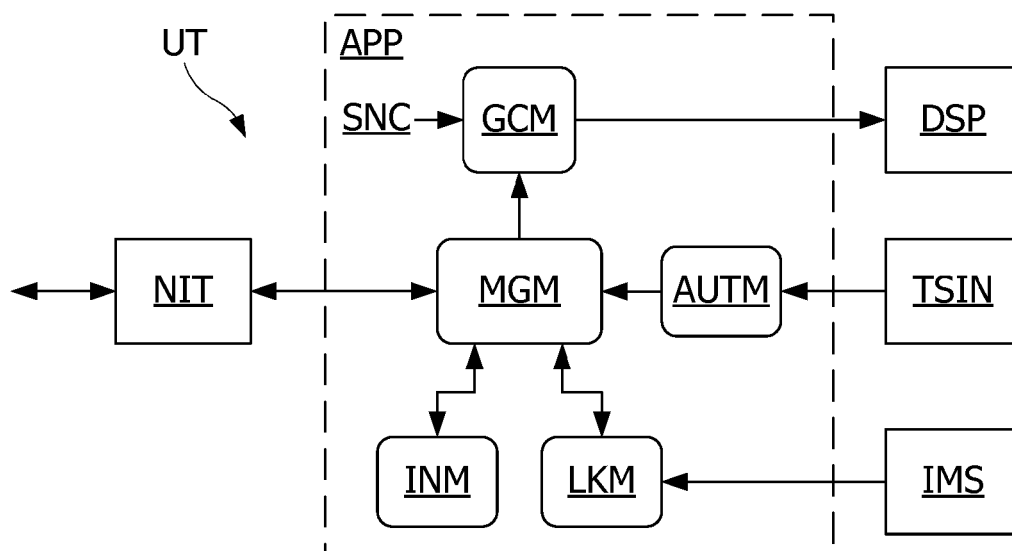 UT
APP
SNC
GCM
DSP
NIT
MGM
AUTM
TSIN
INM
LKM
IMS